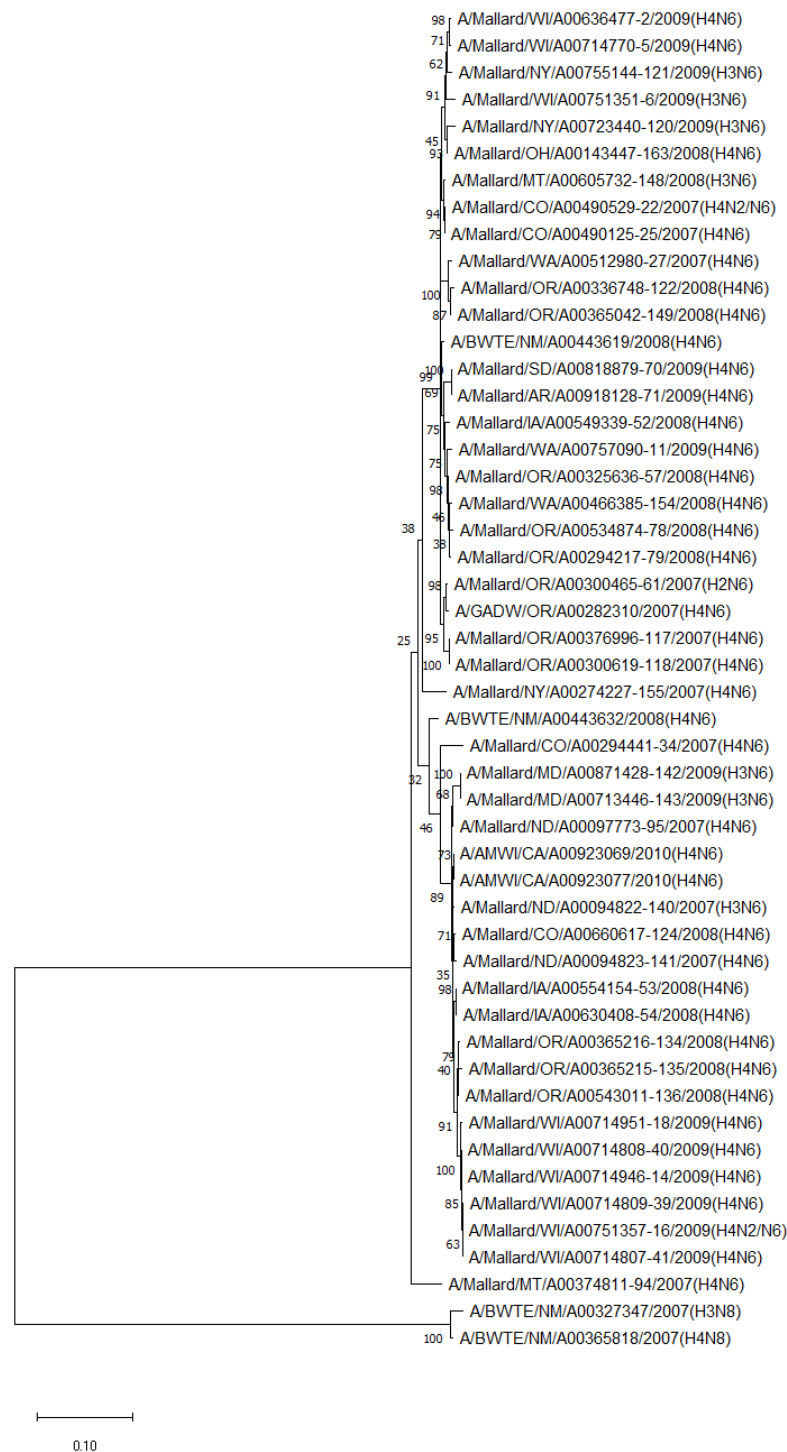 98
A/Mallard/WI/A00636477-2/2009(H4N6)
71
A/Mallard/WI/A00714770-5/2009(H4N6)
62
A/Mallard/NY/A00755144-121/2009(H3N6)
91
A/Mallard/WI/A00751351-6/2009(H3N6)
A/Mallard/NY/A00723440-120/2009(H3N6)
45
93
A/Mallard/OH/A00143447-163/2008(H4N6)
A/Mallard/MT/A00605732-148/2008(H3N6)
94
A/Mallard/CO/A00490529-22/2007(H4N2/N6)
79
A/Mallard/CO/A00490125-25/2007(H4N6)
A/Mallard/WA/A00512980-27/2007(H4N6)
100
A/Mallard/OR/A00336748-122/2008(H4N6)
87
A/Mallard/OR/A00365042-149/2008(H4N6)
A/BWTE/NM/A00443619/2008(H4N6)
100
A/Mallard/SD/A00818879-70/2009(H4N6)
99
69
A/Mallard/AR/A00918128-71/2009(H4N6)
75
A/Mallard/IA/A00549339-52/2008(H4N6)
A/Mallard/WA/A00757090-11/2009(H4N6)
75
A/Mallard/OR/A00325636-57/2008(H4N6)
98
A/Mallard/WA/A00466385-154/2008(H4N6)
46
A/Mallard/OR/A00534874-78/2008(H4N6)
38
38
A/Mallard/OR/A00294217-79/2008(H4N6)
98
A/Mallard/OR/A00300465-61/2007(H2N6)
A/GADW/OR/A00282310/2007(H4N6)
25
95
A/Mallard/OR/A00376996-117/2007(H4N6)
100
A/Mallard/OR/A00300619-118/2007(H4N6)
A/Mallard/NY/A00274227-155/2007(H4N6)
A/BWTE/NM/A00443632/2008(H4N6)
A/Mallard/CO/A00294441-34/2007(H4N6)
32
100
A/Mallard/MD/A00871428-142/2009(H3N6)
68
A/Mallard/MD/A00713446-143/2009(H3N6)
46
A/Mallard/ND/A00097773-95/2007(H4N6)
73
A/AMWI/CA/A00923069/2010(H4N6)
A/AMWI/CA/A00923077/2010(H4N6)
89
A/Mallard/ND/A00094822-140/2007(H3N6)
71
A/Mallard/CO/A00660617-124/2008(H4N6)
A/Mallard/ND/A00094823-141/2007(H4N6)
35
98
A/Mallard/IA/A00554154-53/2008(H4N6)
A/Mallard/IA/A00630408-54/2008(H4N6)
A/Mallard/OR/A00365216-134/2008(H4N6)
79
40
A/Mallard/OR/A00365215-135/2008(H4N6)
A/Mallard/OR/A00543011-136/2008(H4N6)
91
A/Mallard/WI/A00714951-18/2009(H4N6)
A/Mallard/WI/A00714808-40/2009(H4N6)
100
A/Mallard/WI/A00714946-14/2009(H4N6)
85
A/Mallard/WI/A00714809-39/2009(H4N6)
A/Mallard/WI/A00751357-16/2009(H4N2/N6)
63
A/Mallard/WI/A00714807-41/2009(H4N6)
A/Mallard/MT/A00374811-94/2007(H4N6)
A/BWTE/NM/A00327347/2007(H3N8)
100
A/BWTE/NM/A00365818/2007(H4N8)
0.10